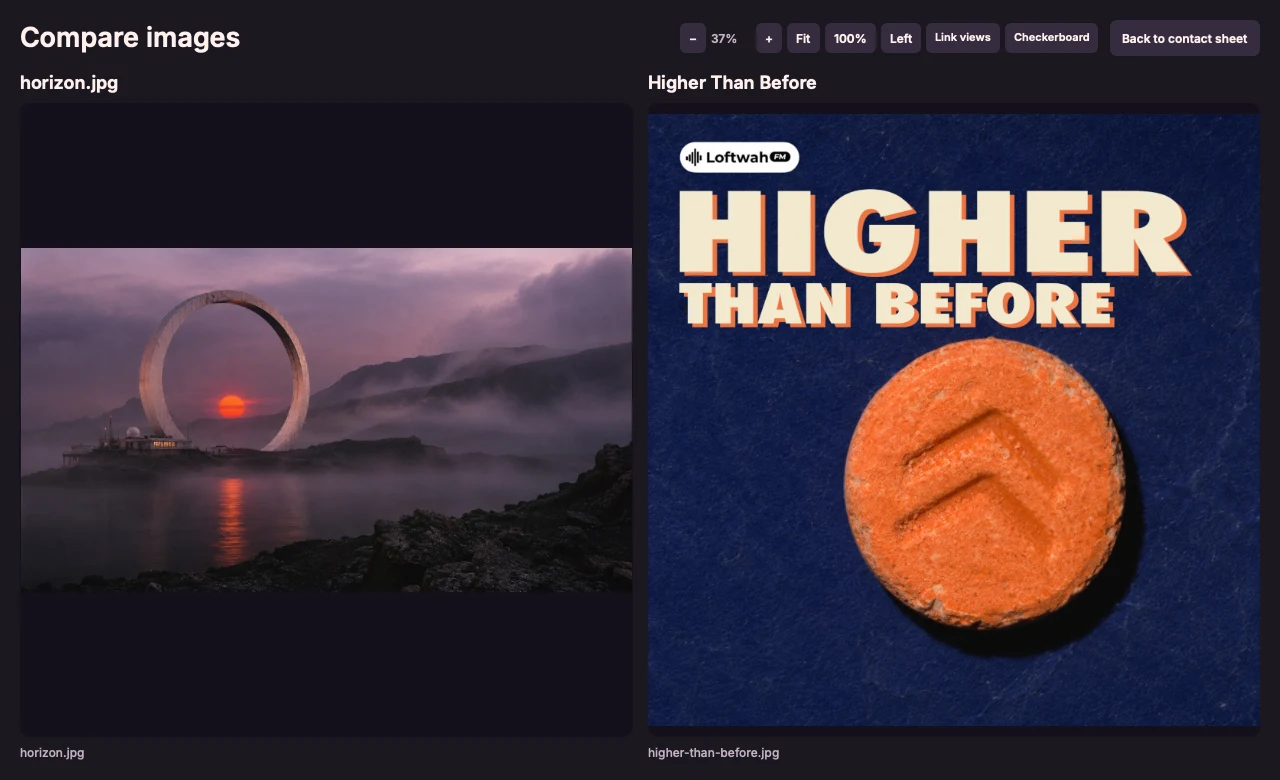 Compare images
− 37% + Fit 100% Left Link views Checkerboard Back to contact sheet
horizon.jpg
Higher Than Before
Loftwah FM
HIGHER
THAN BEFORE
horizon.jpg
higher-than-before.jpg